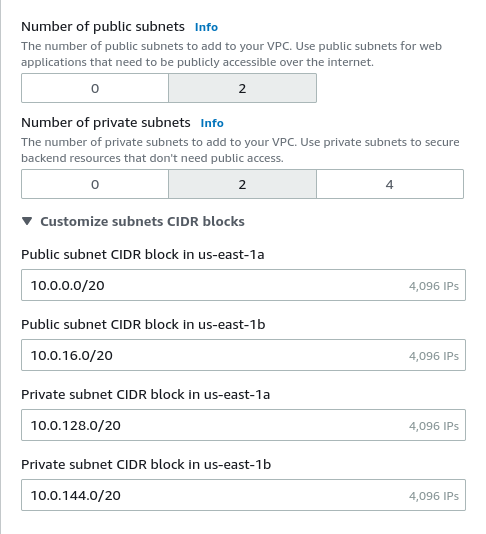 Number of public subnets Info
The number of public subnets to add to your VPC. Use public subnets for web
applications that need to be publicly accessible over the internet.
0 2
Number of private subnets Info
The number of private subnets to add to your VPC. Use private subnets to secure
backend resources that don't need public access.
0 2 4
Customize subnets CIDR blocks
Public subnet CIDR block in us-east-1a
10.0.0.0/20 4,096 IPs
Public subnet CIDR block in us-east-1b
10.0.16.0/20 4,096 IPs
Private subnet CIDR block in us-east-1a
10.0.128.0/20 4,096 IPs
Private subnet CIDR block in us-east-1b
10.0.144.0/20 4,096 IPs